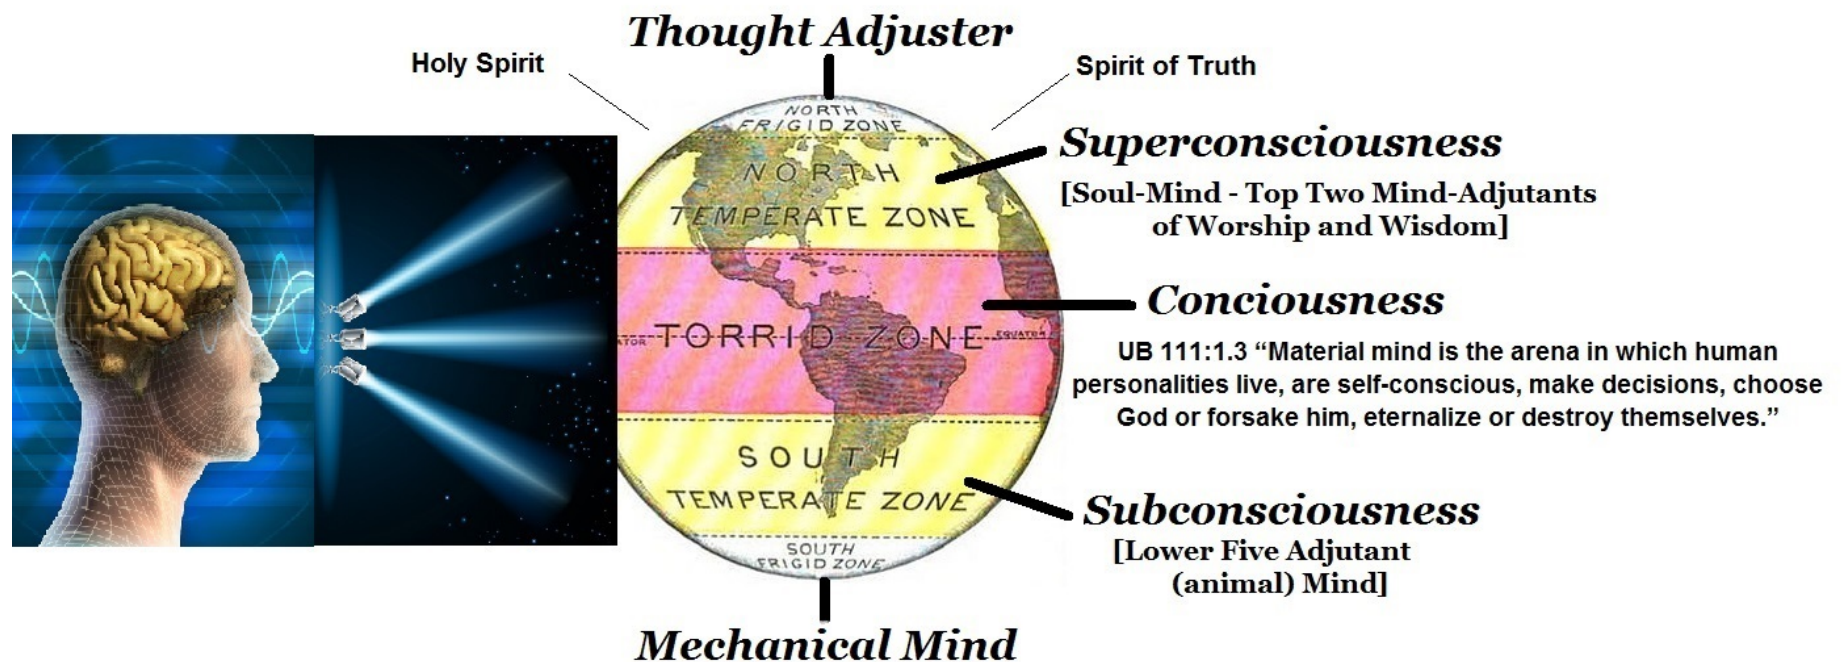 Thought Adjuster
Holy Spirit
Spirit of Truth
NORTH
FRIGID ZONE
Superconsciousness
[Soul-Mind - Top Two Mind-Adjutants
of Worship and Wisdom]
NORTH
TEMPERATE ZONE
Conciousness
TORRID ZONE
EQUATOR
ATOR
UB 111:1.3 “Material mind is the arena in which human
personalities live, are self-conscious, make decisions, choose
God or forsake him, eternalize or destroy themselves.”
SOUTH
TEMPERATE ZONE
Subconsciousness
[Lower Five Adjutant
(animal) Mind]
SOUTH
FRIGID ZONE
Mechanical Mind